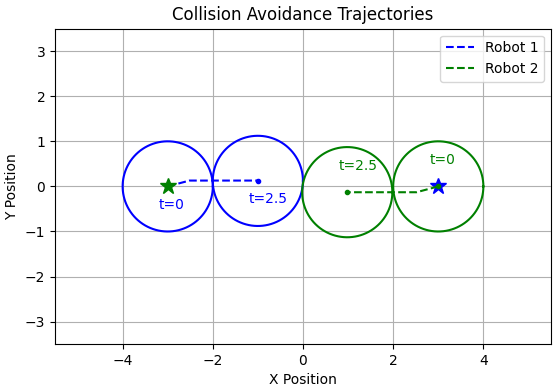 Collision Avoidance Trajectories
Robot 1
Robot 2
3
2
1
0
−1
−2
−3
Y Position
t=0
t=2.5
t=2.5
t=0
−4
−2
0
2
4
X Position